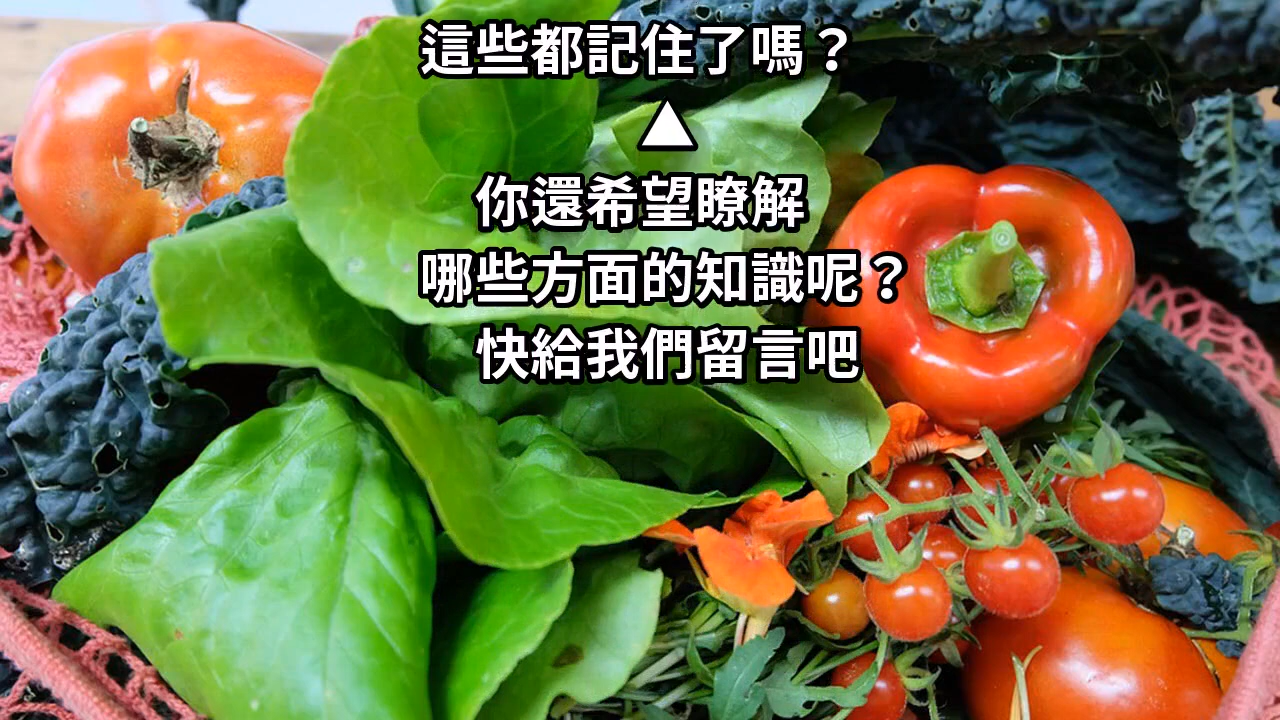 這些都記住了嗎？
▲
你還希望瞭解
哪些方面的知識呢？
快給我們留言吧